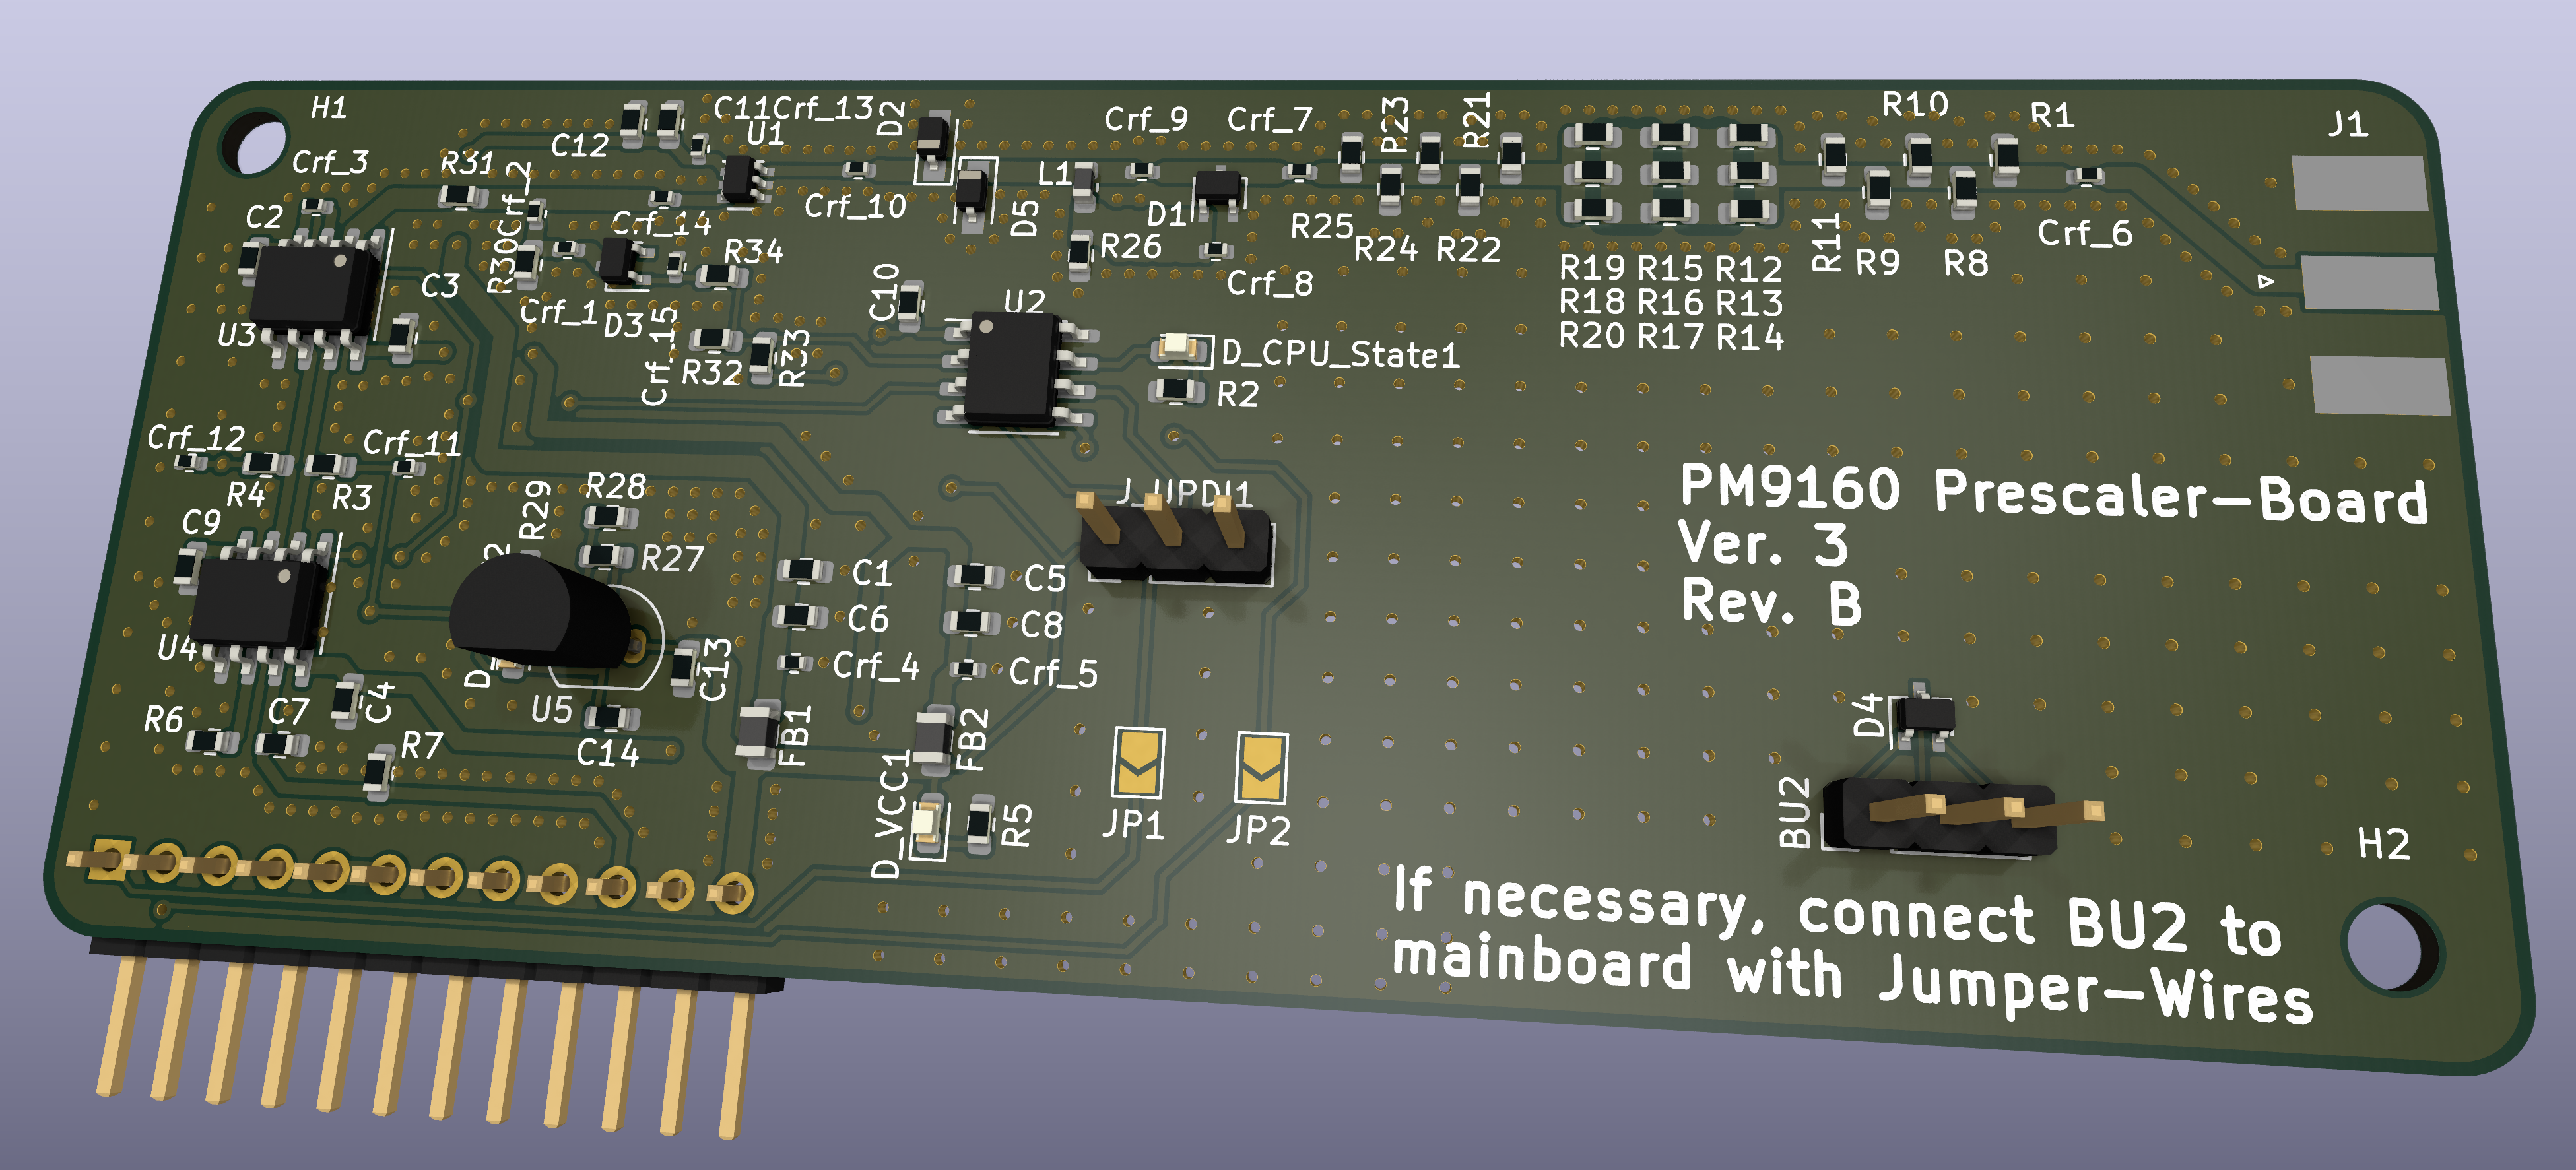 H1
C11
Crf_13
D2
Crf_9
Crf_7
R23
R21
R10
R1
J1
C12
U1
Crf_3
R31
Crf_2
L1
Crf_10
D5
D1
R25
R24
R22
R11
R9
R8
Crf_6
C2
R30
Crf_14
R34
R26
Crf_8
C3
C10
U2
R19 R15 R12
R18 R16 R13
R20 R17 R14
U3
Crf_1
D3
Crf_15
R32
R33
D_CPU_State1
R2
Crf_12
Crf_11
R4
R3
R28
R29
C9
R27
J_UPDI1
PM9160 Prescaler-Board
Ver. 3
Rev. B
C1
C5
C6
C8
U4
C13
Crf_4
Crf_5
D
U5
C4
R6
C7
R7
C14
FB1
FB2
D4
D_VCC1
R5
JP1
JP2
BU2
H2
If necessary, connect BU2 to
mainboard with Jumper-Wires